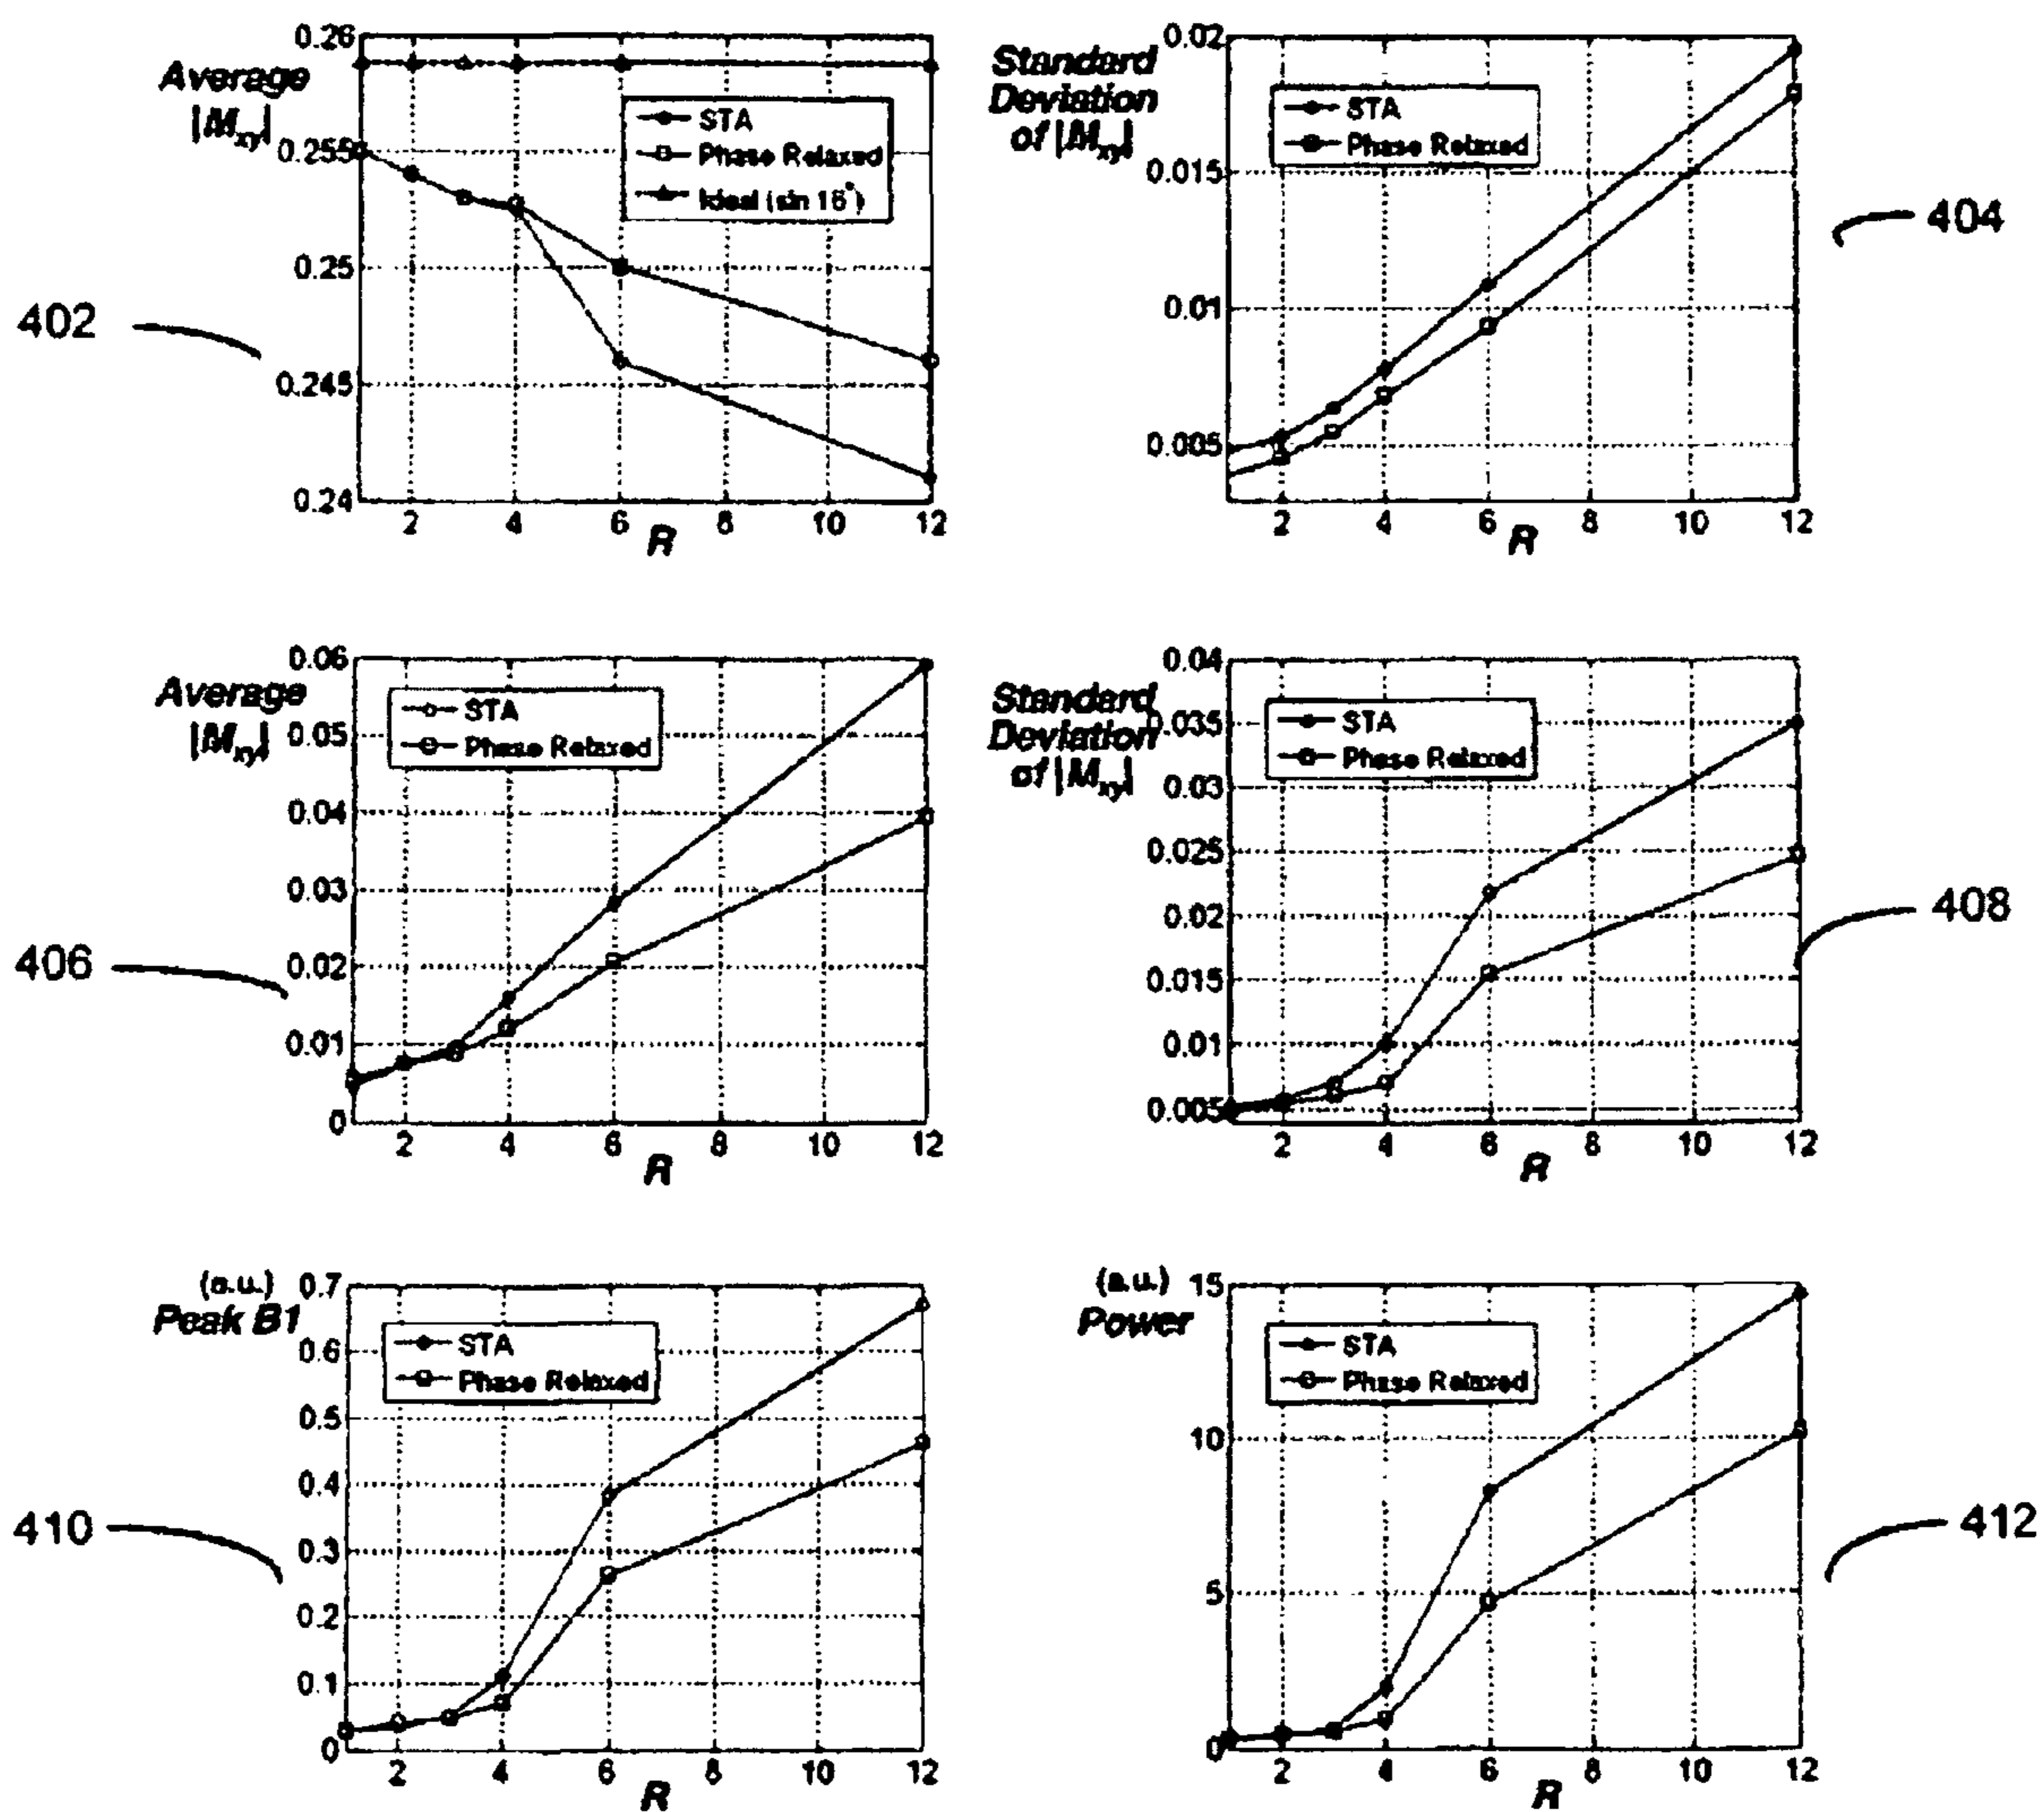 Average
|Mxy|
0.26
0.255
0.25
0.245
0.24
STA
Phase Relaxed
Ideal (sin 15°)
2 4 6 8 10 12
R
402
Standard
Deviation
of |Mxy|
0.02
0.015
0.01
0.005
STA
Phase Relaxed
2 4 6 8 10 12
R
404
Average
|Mxy|
0.06
0.05
0.04
0.03
0.02
0.01
0
STA
Phase Relaxed
2 4 6 8 10 12
R
406
Standard
Deviation
of |Mxy|
0.04
0.035
0.03
0.025
0.02
0.015
0.01
0.005
STA
Phase Relaxed
2 4 6 8 10 12
R
408
(a.u.)
Peak B1
0.7
0.6
0.5
0.4
0.3
0.2
0.1
0
STA
Phase Relaxed
2 4 6 8 10 12
R
410
(a.u.)
Power
15
10
5
0
STA
Phase Relaxed
2 4 6 8 10 12
R
412